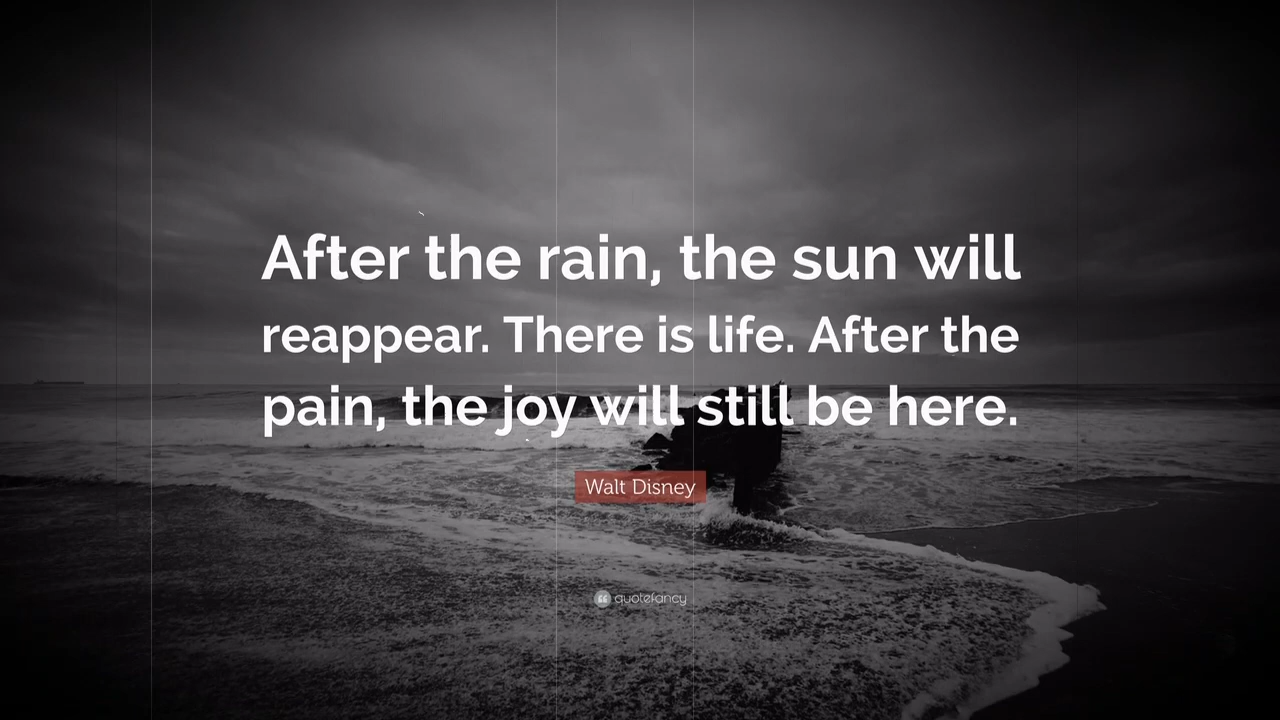 After the rain, the sun will
reappear. There is life. After the
pain, the joy will still be here.
Walt Disney
quotefancy